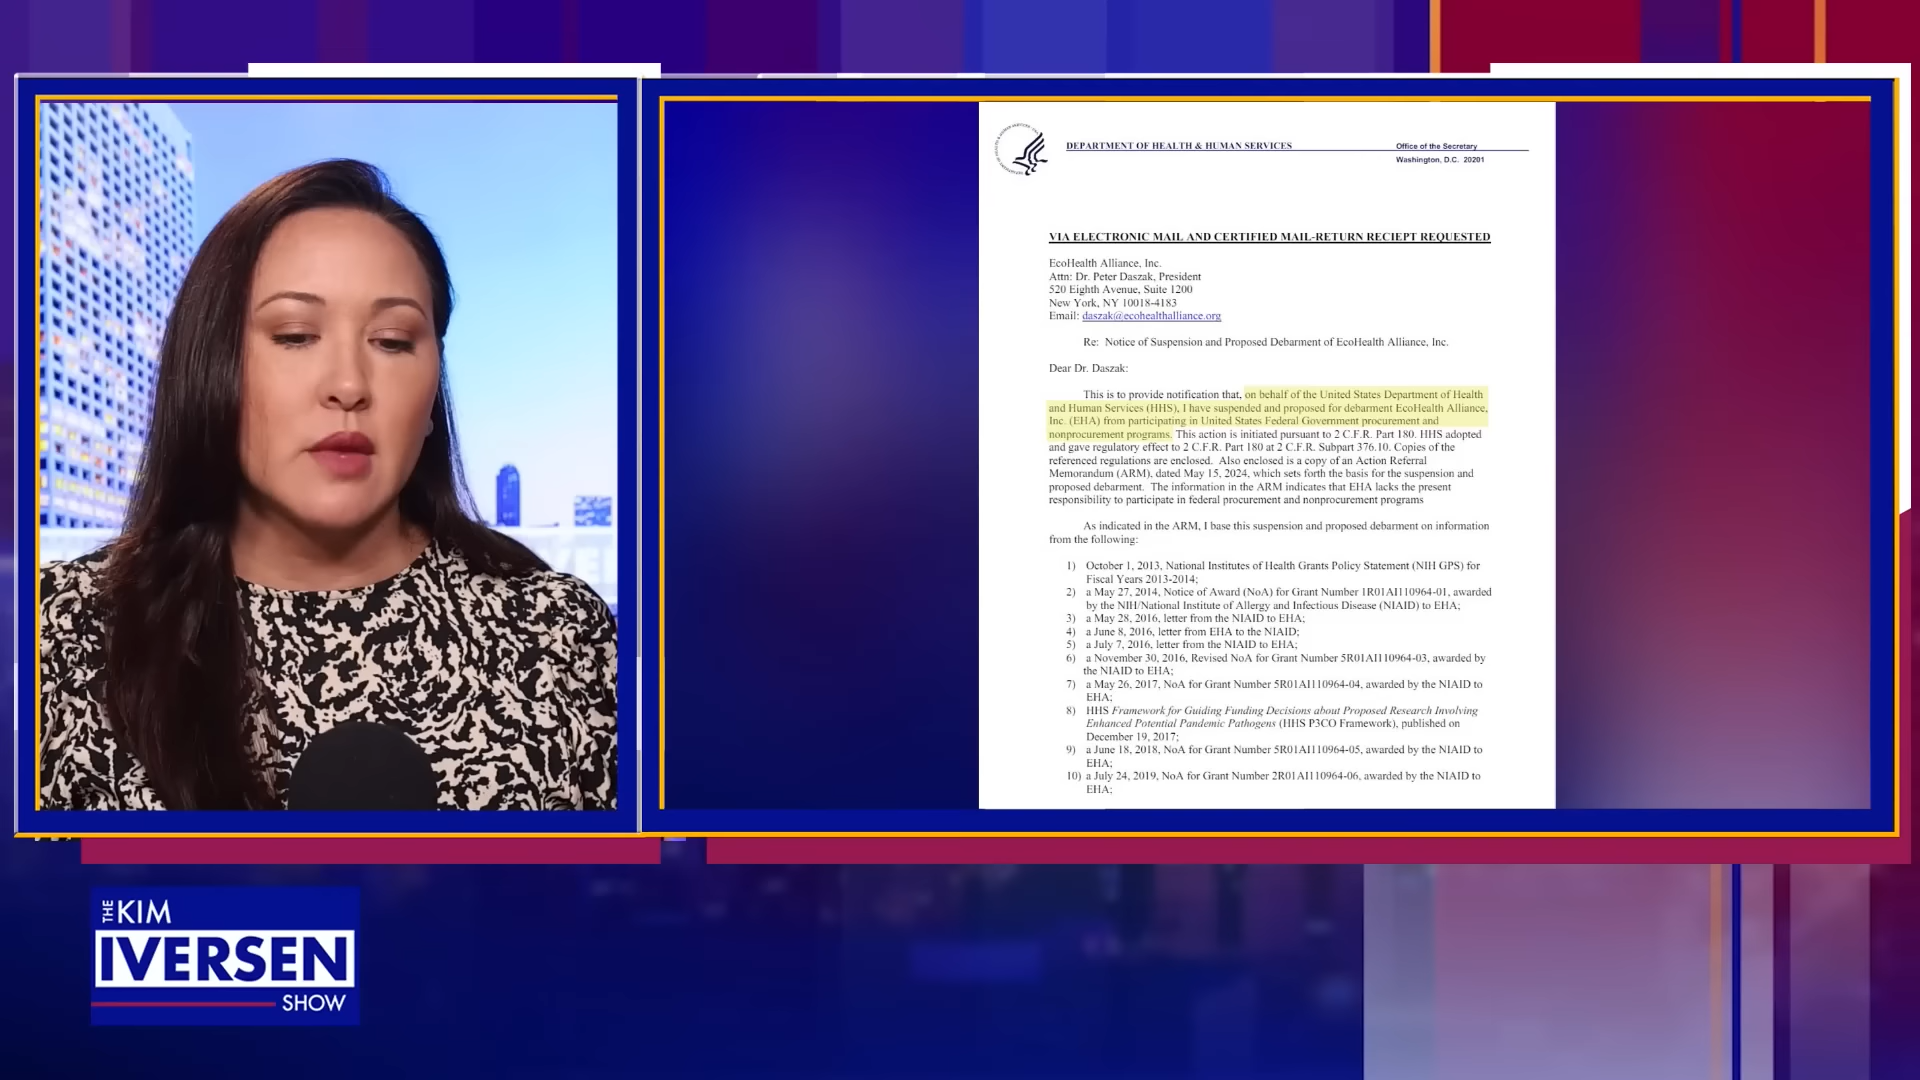 DEPARTMENT OF HEALTH & HUMAN SERVICES
Office of the Secretary
Washington, D.C. 20201
VIA ELECTRONIC MAIL AND CERTIFIED MAIL-RETURN RECIEPT REQUESTED
EcoHealth Alliance, Inc.
Attn: Dr. Peter Daszak, President
520 Eighth Avenue, Suite 1200
New York, NY 10018-4183
Email: daszak@ecohealthalliance.org
Re: Notice of Suspension and Proposed Debarment of EcoHealth Alliance, Inc.
Dear Dr. Daszak:
This is to provide notification that, on behalf of the United States Department of Health
and Human Services (HHS), I have suspended and proposed for debarment EcoHealth Alliance,
Inc. (EHA) from participating in United States Federal Government procurement and
nonprocurement programs. This action is initiated pursuant to 2 C.F.R. Part 180. HHS adopted
and gave regulatory effect to 2 C.F.R. Part 180 at 2 C.F.R. Subpart 376.10. Copies of the
referenced regulations are enclosed. Also enclosed is a copy of an Action Referral
Memorandum (ARM), dated May 15, 2024, which sets forth the basis for the suspension and
proposed debarment. The information in the ARM indicates that EHA lacks the present
responsibility to participate in federal procurement and nonprocurement programs
As indicated in the ARM, I base this suspension and proposed debarment on information
from the following:
1) October 1, 2013, National Institutes of Health Grants Policy Statement (NIH GPS) for
Fiscal Years 2013-2014;
2) a May 27, 2014, Notice of Award (NoA) for Grant Number 1R01AI110964-01, awarded
by the NIH/National Institute of Allergy and Infectious Disease (NIAID) to EHA;
3) a May 28, 2016, letter from the NIAID to EHA;
4) a June 8, 2016, letter from EHA to the NIAID;
5) a July 7, 2016, letter from the NIAID to EHA;
6) a November 30, 2016, Revised NoA for Grant Number 5R01AI110964-03, awarded by
the NIAID to EHA;
7) a May 26, 2017, NoA for Grant Number 5R01AI110964-04, awarded by the NIAID to
EHA;
8) HHS Framework for Guiding Funding Decisions about Proposed Research Involving
Enhanced Potential Pandemic Pathogens (HHS P3CO Framework), published on
December 19, 2017;
9) a June 18, 2018, NoA for Grant Number 5R01AI110964-05, awarded by the NIAID to
EHA;
10) a July 24, 2019, NoA for Grant Number 2R01AI110964-06, awarded by the NIAID to
EHA;
THE KIM
IVERSEN
SHOW